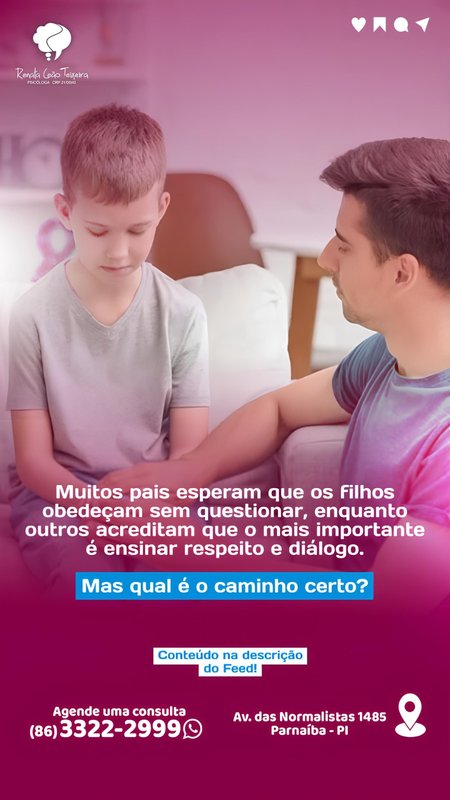 Renata Leão Teixeira
PSICÓLOGA
Muitos pais esperam que os filhos
obedeçam sem questionar, enquanto
outros acreditam que o mais importante
é ensinar respeito e diálogo.
Mas qual é o caminho certo?
Conteúdo na descrição
do Feed!
Agende uma consulta
(86) 3322-2999
Av. das Normalistas 1485
Parnaíba - PI